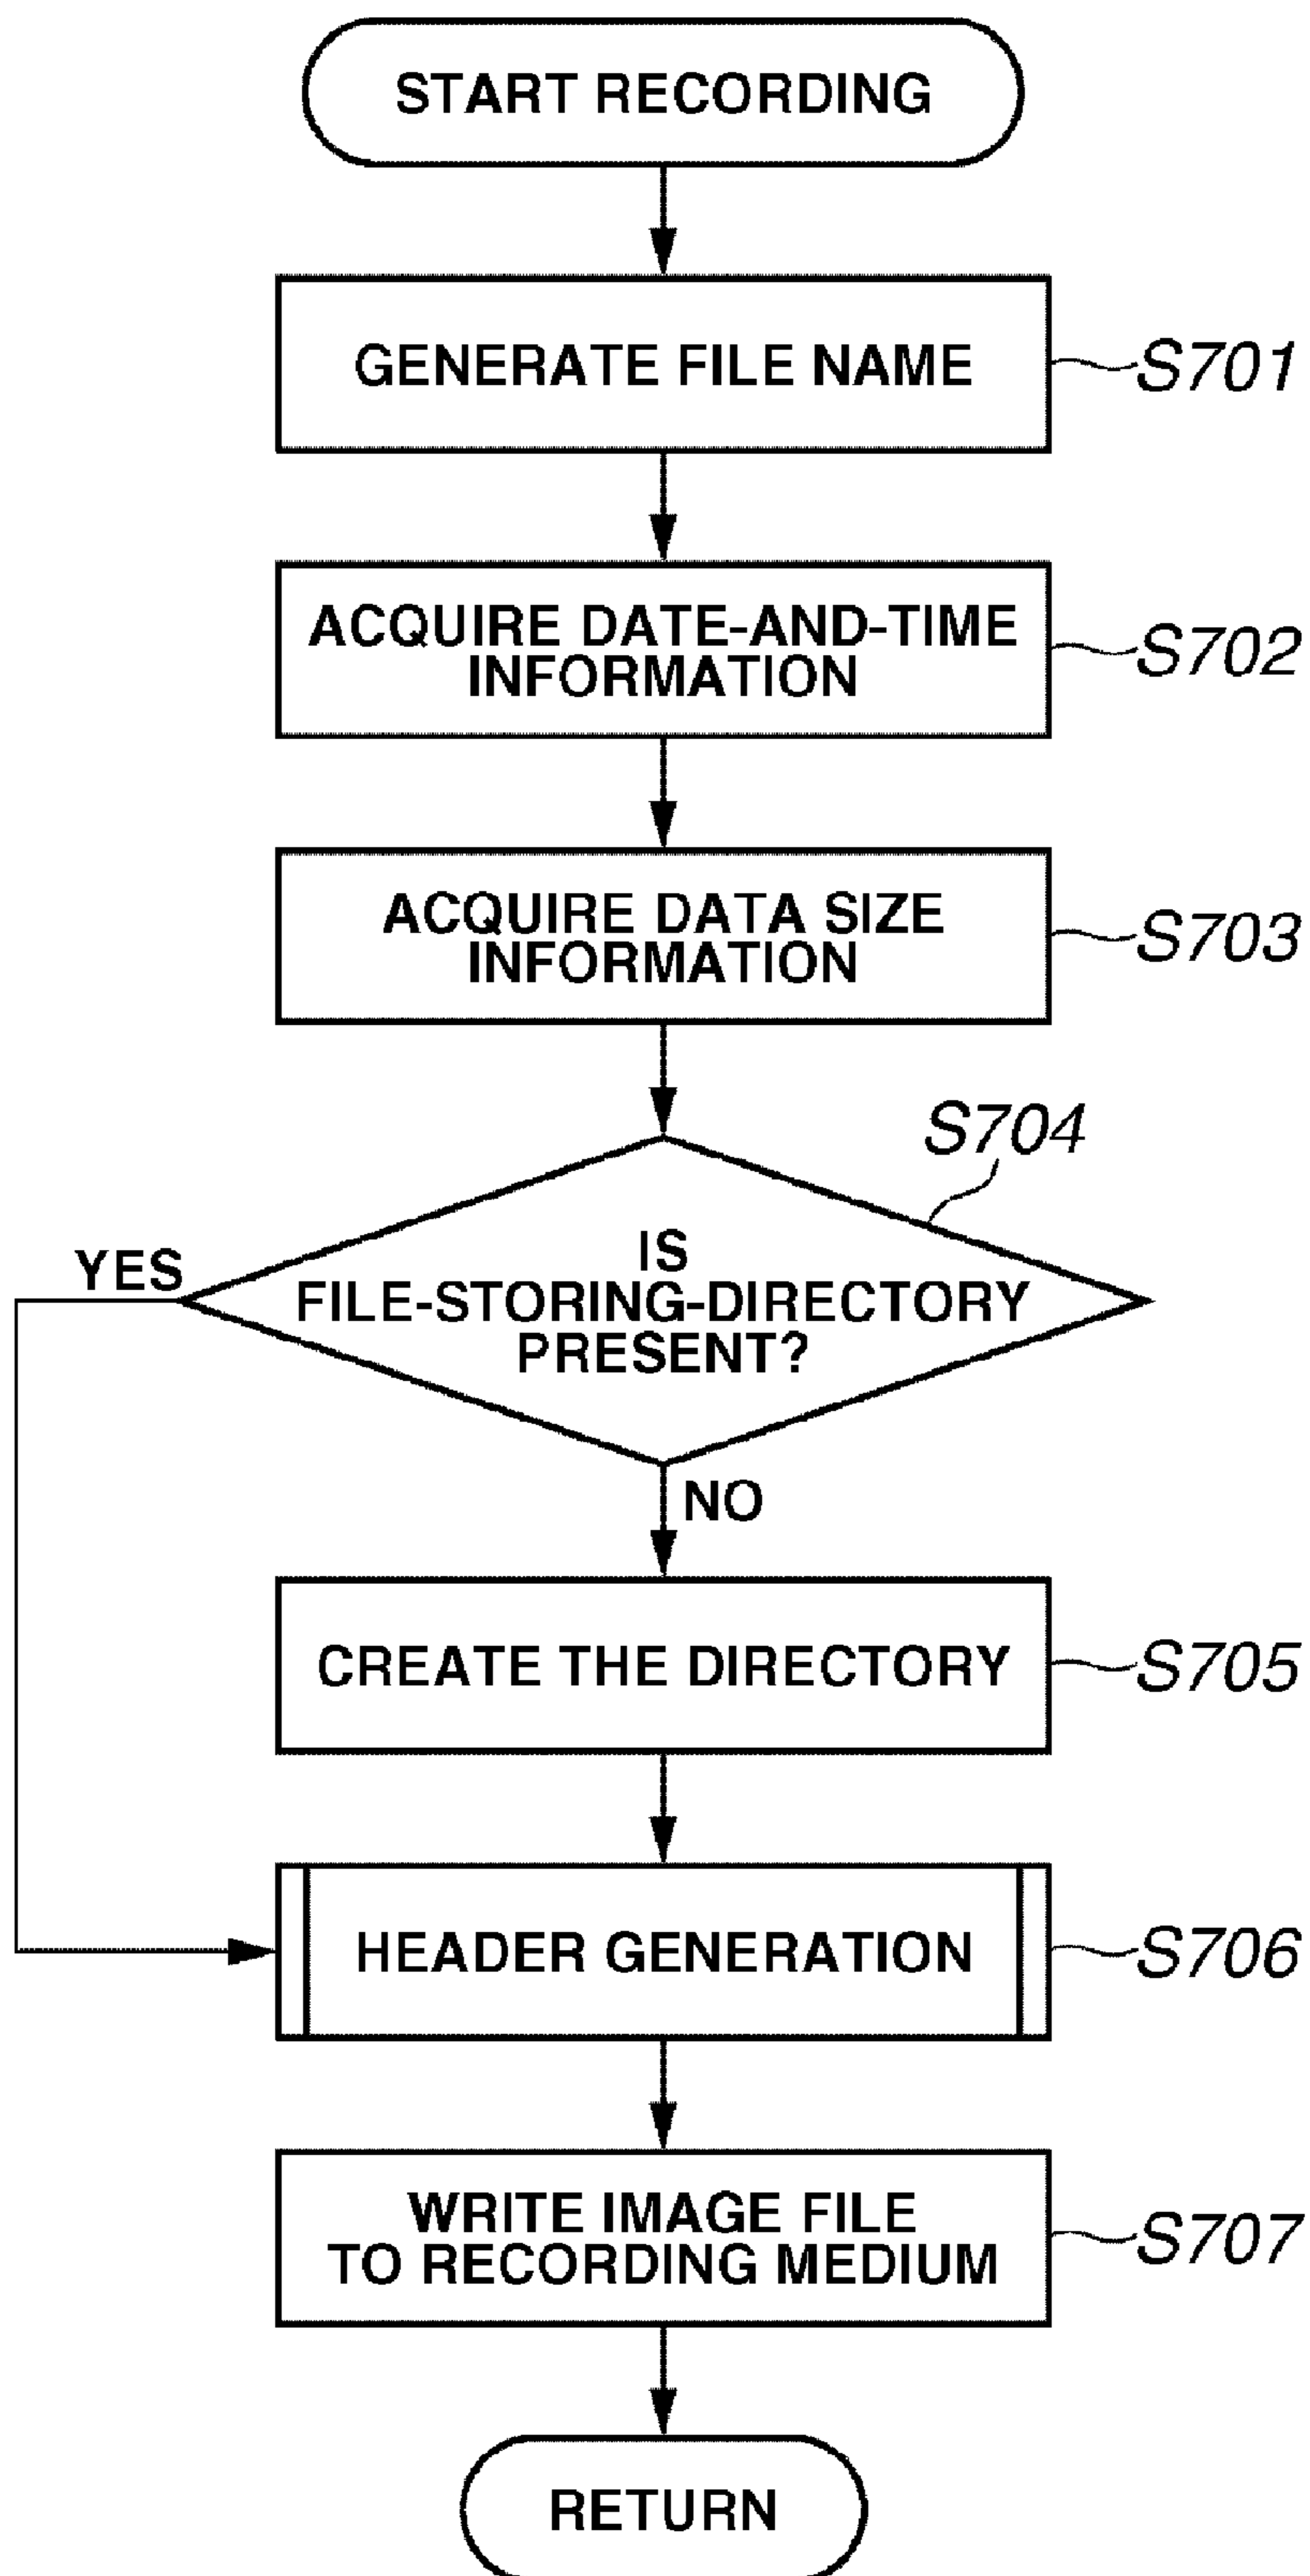 START RECORDING
GENERATE FILE NAME
S701
ACQUIRE DATE-AND-TIME
INFORMATION
S702
ACQUIRE DATA SIZE
INFORMATION
S703
S704
YES
IS
FILE-STORING-DIRECTORY
PRESENT?
NO
CREATE THE DIRECTORY
S705
HEADER GENERATION
S706
WRITE IMAGE FILE
TO RECORDING MEDIUM
S707
RETURN